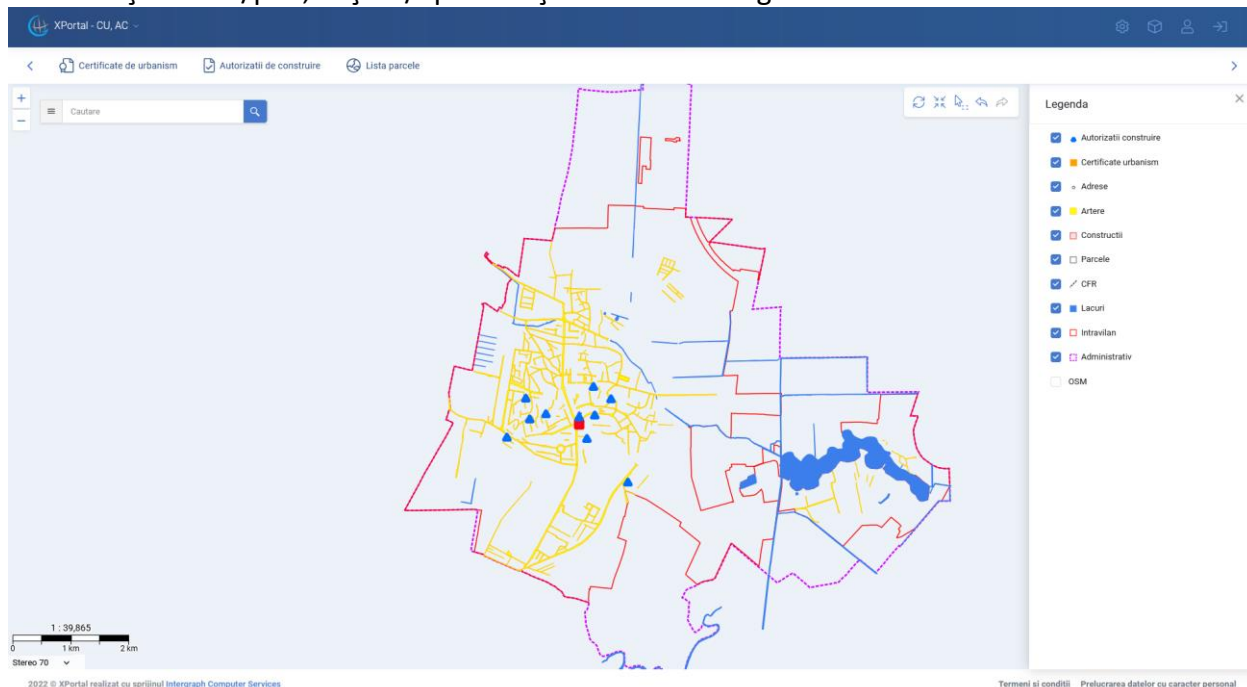 XPortal - CU, AC
Certificate de urbanism
Autorizatii de construire
Lista parcele
+
−
Cautare
Legenda
Autorizatii construire
Certificate urbanism
Adrese
Artere
Constructii
Parcele
CFR
Lacuri
Intravilan
Administrativ
OSM
1 : 39,865
0 1 km 2 km
Stereo 70
2022 © XPortal realizat cu sprijinul Intergraph Computer Services
Termeni si conditii Prelucrarea datelor cu caracter personal